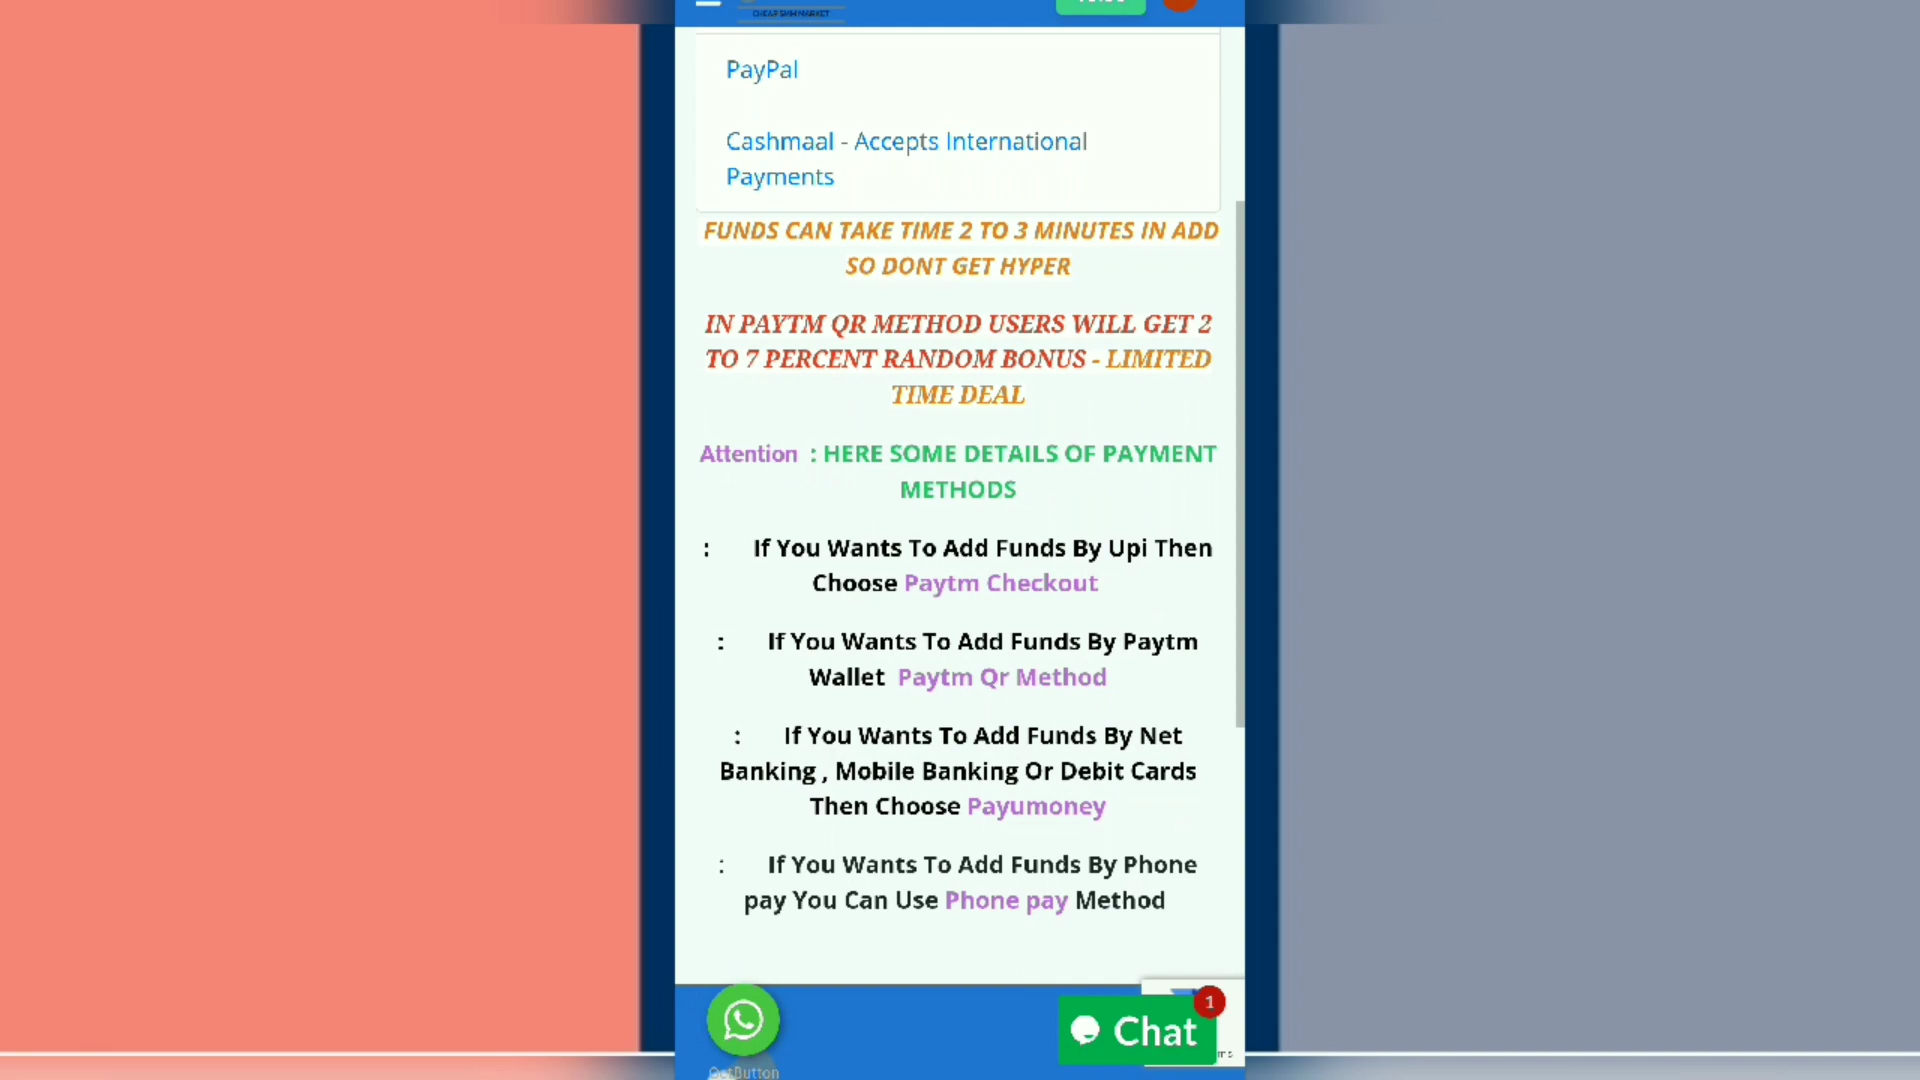 CHEAP SMM MARKET
PayPal
Cashmaal - Accepts International
Payments
FUNDS CAN TAKE TIME 2 TO 3 MINUTES IN ADD
SO DONT GET HYPER
IN PAYTM QR METHOD USERS WILL GET 2
TO 7 PERCENT RANDOM BONUS - LIMITED
TIME DEAL
Attention : HERE SOME DETAILS OF PAYMENT
METHODS
: If You Wants To Add Funds By Upi Then
Choose Paytm Checkout
: If You Wants To Add Funds By Paytm
Wallet Paytm Qr Method
: If You Wants To Add Funds By Net
Banking , Mobile Banking Or Debit Cards
Then Choose Payumoney
: If You Wants To Add Funds By Phone
pay You Can Use Phone pay Method
1
Chat
GetButton